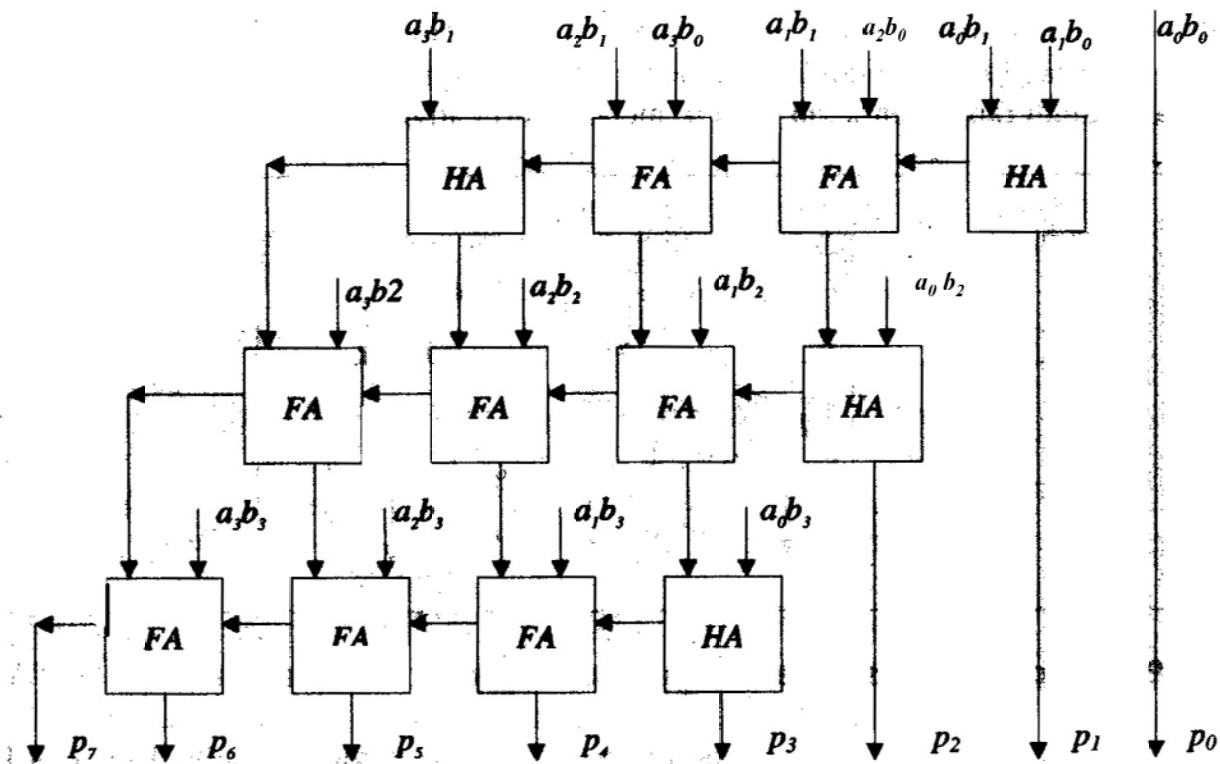 a₃b₁ a₂b₁ a₃b₀ a₁b₁ a₂b₀ a₀b₁ a₁b₀ a₀b₀
HA FA FA HA
a₃b2 a₂b₂ a₁b₂ a₀ b₂
FA FA FA HA
a₃b₃ a₂b₃ a₁b₃ a₀b₃
FA FA FA HA
p₇ p₆ p₅ p₄ p₃ p₂ p₁ p₀